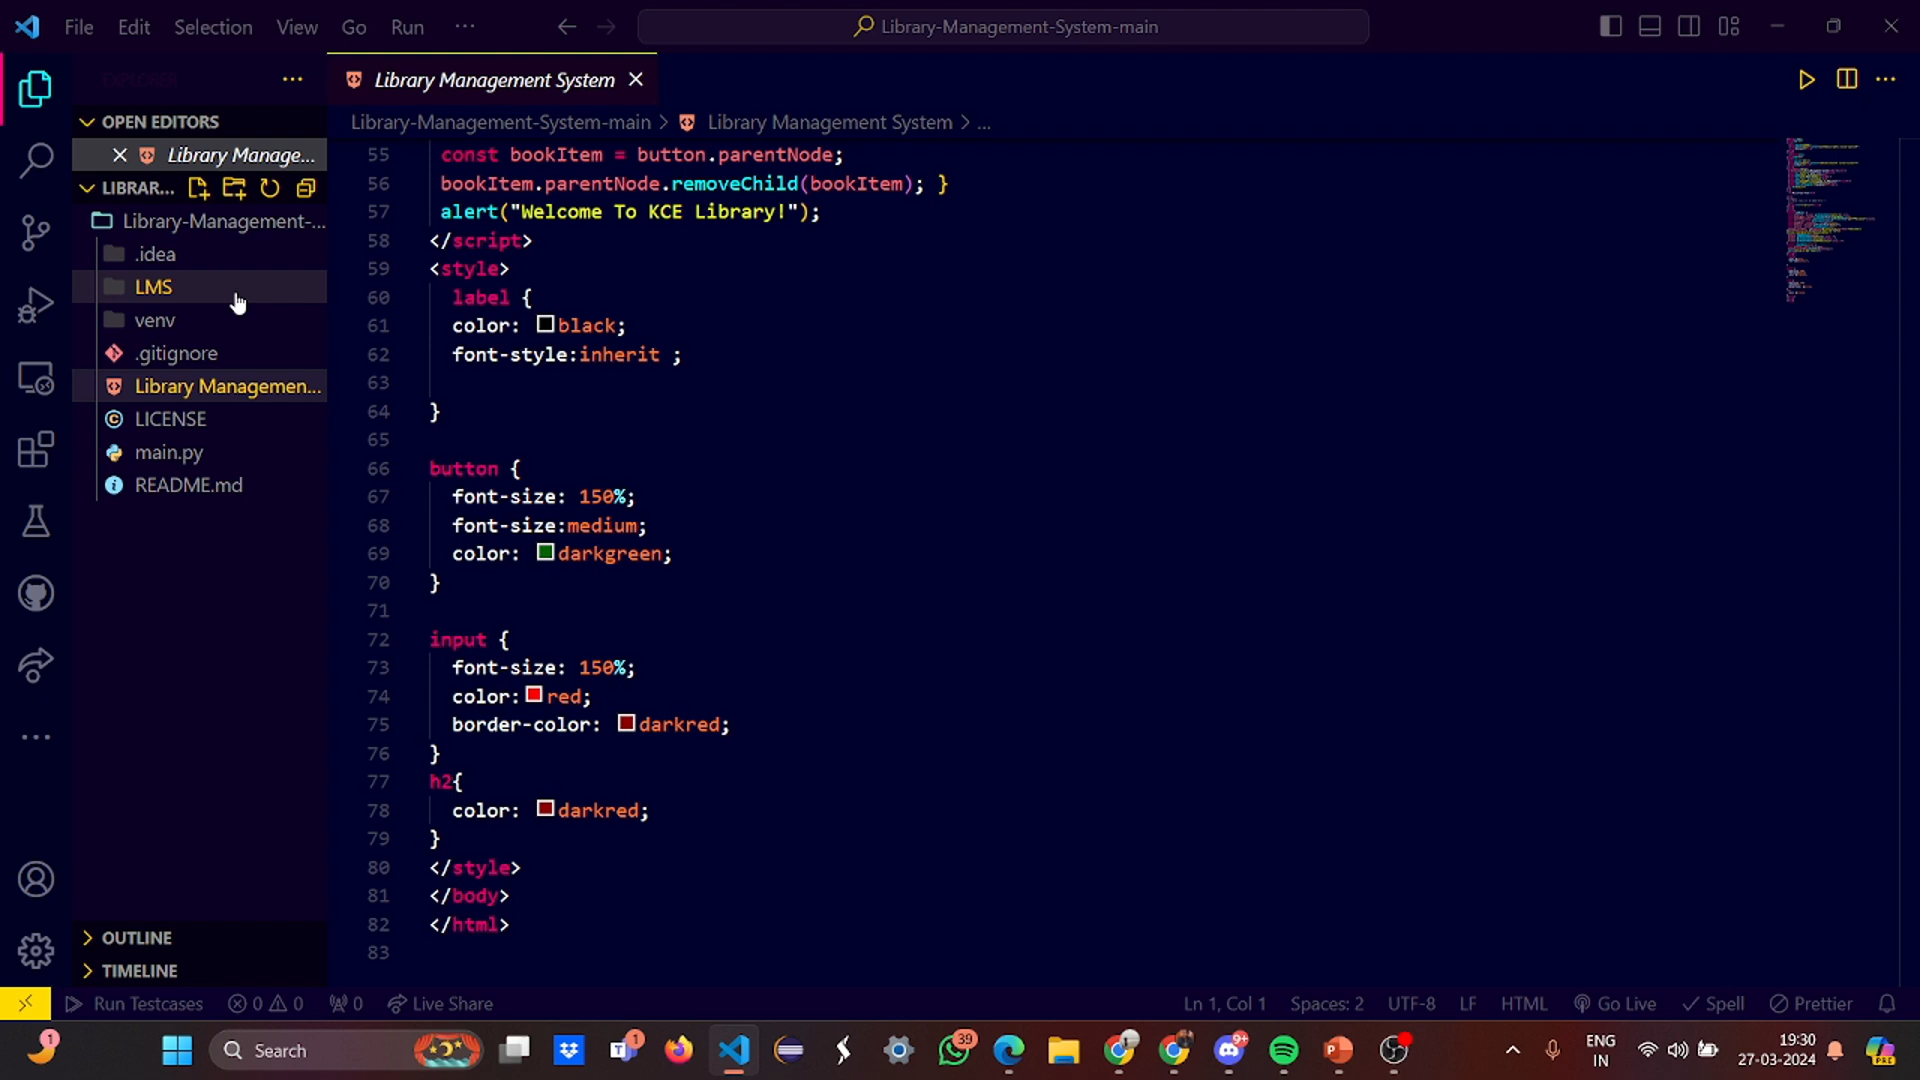 File Edit Selection View Go Run ··· Library-Management-System-main
EXPLORER ···
Library Management System
OPEN EDITORS
Library-Management-System-main > Library Management System > ...
Library Manage...
LIBRAR...
Library-Management-...
.idea
LMS
venv
.gitignore
Library Managemen...
LICENSE
main.py
README.md
OUTLINE
TIMELINE
55 const bookItem = button.parentNode;
56 bookItem.parentNode.removeChild(bookItem); }
57 alert("Welcome To KCE Library!");
58 </script>
59 <style>
60 label {
61 color: black;
62 font-style:inherit ;
63
64 }
65
66 button {
67 font-size: 150%;
68 font-size:medium;
69 color: darkgreen;
70 }
71
72 input {
73 font-size: 150%;
74 color: red;
75 border-color: darkred;
76 }
77 h2{
78 color: darkred;
79 }
80 </style>
81 </body>
82 </html>
83
Run Testcases 0 0 0 Live Share Ln 1, Col 1 Spaces: 2 UTF-8 LF HTML Go Live Spell Prettier
1 Search 1 39 9+ ENG 19:30
IN 27-03-2024 PRE